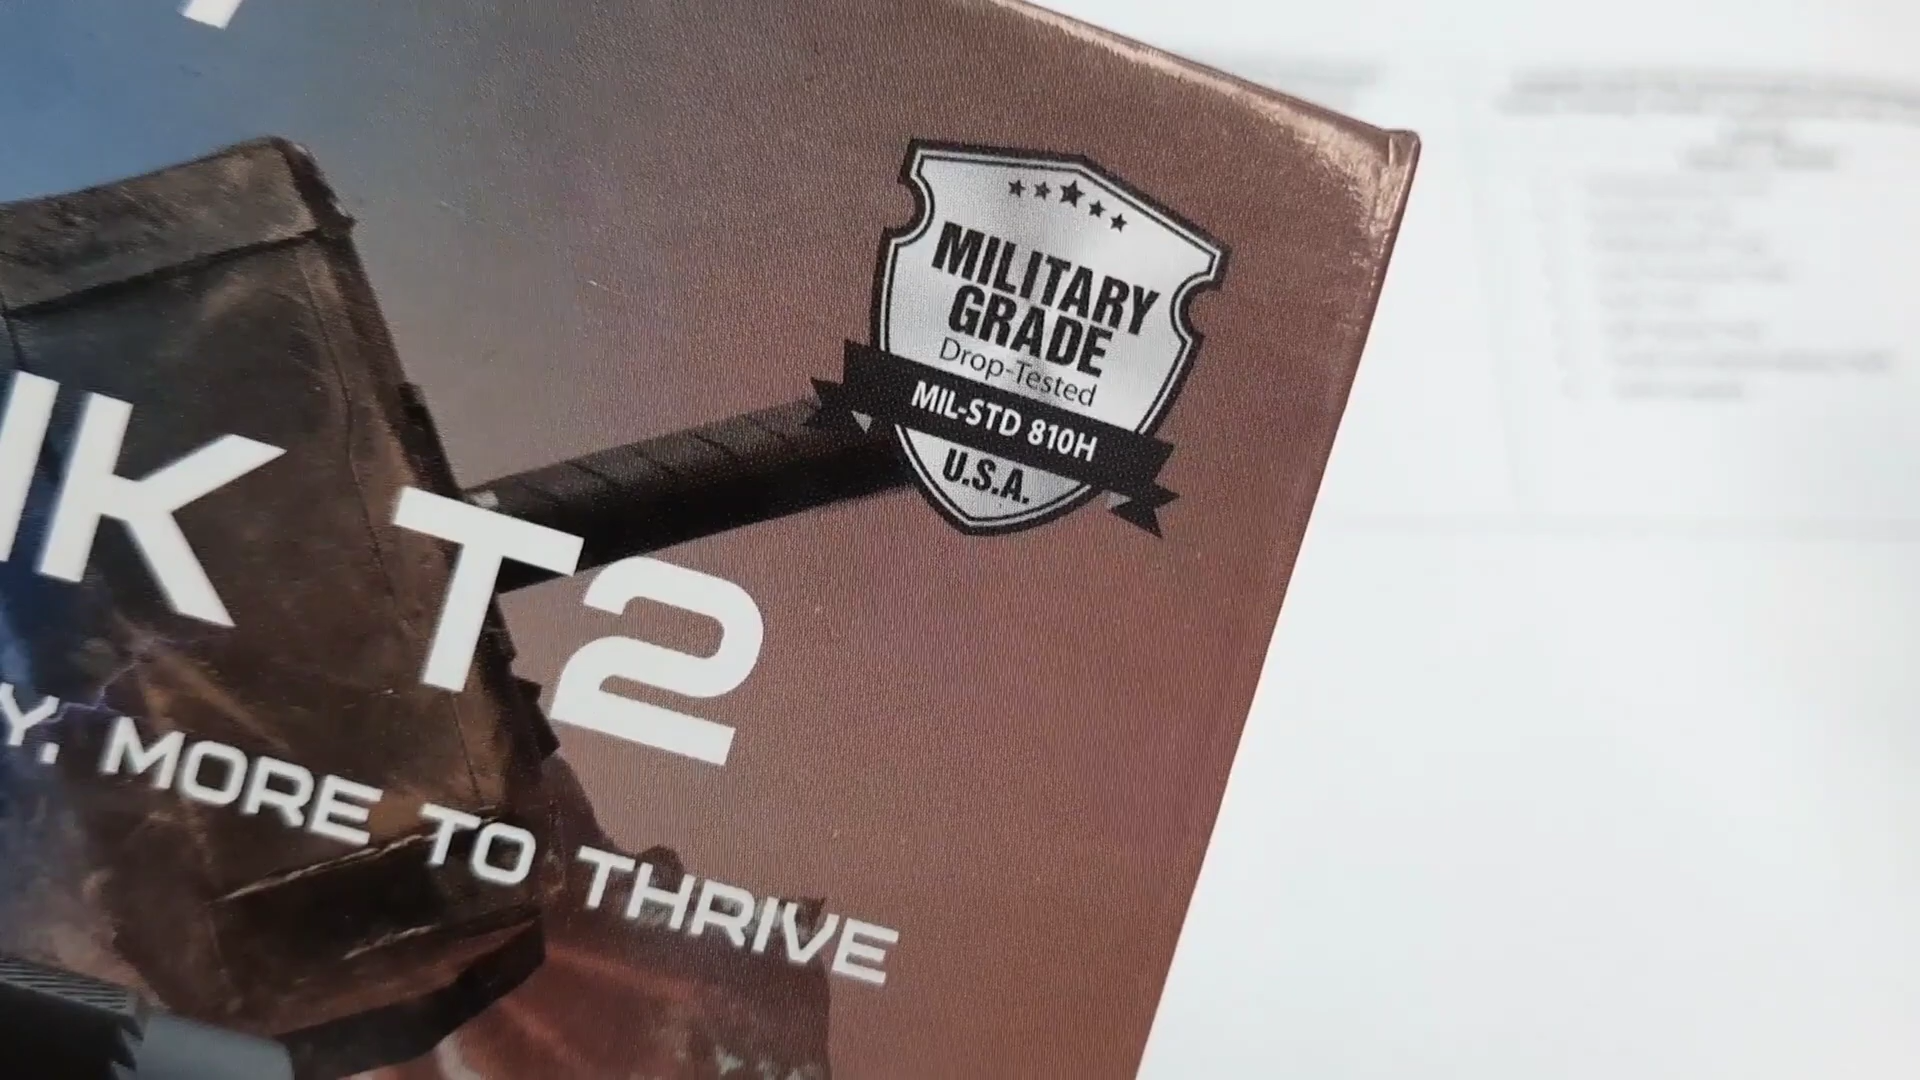 MILITARY
GRADE
Drop-Tested
MIL-STD 810H
U.S.A.
T2
MORE TO THRIVE